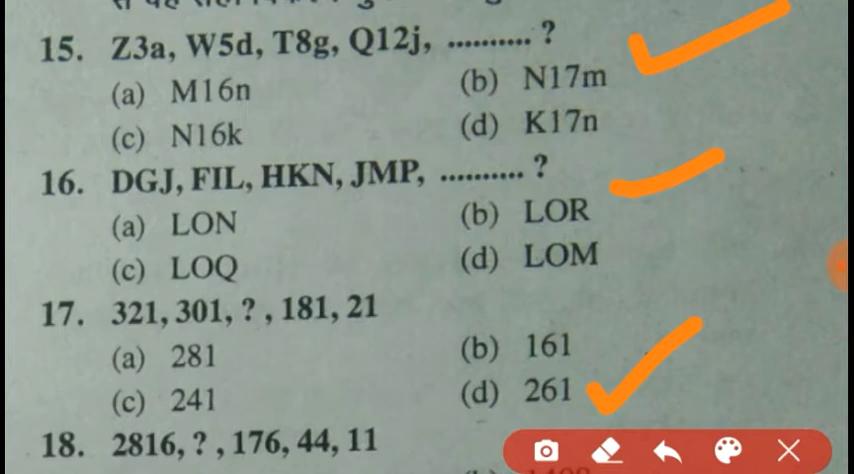 15. Z3a, W5d, T8g, Q12j, .......... ?
(a) M16n (b) N17m
(c) N16k (d) K17n
16. DGJ, FIL, HKN, JMP, .......... ?
(a) LON (b) LOR
(c) LOQ (d) LOM
17. 321, 301, ? , 181, 21
(a) 281 (b) 161
(c) 241 (d) 261
18. 2816, ? , 176, 44, 11